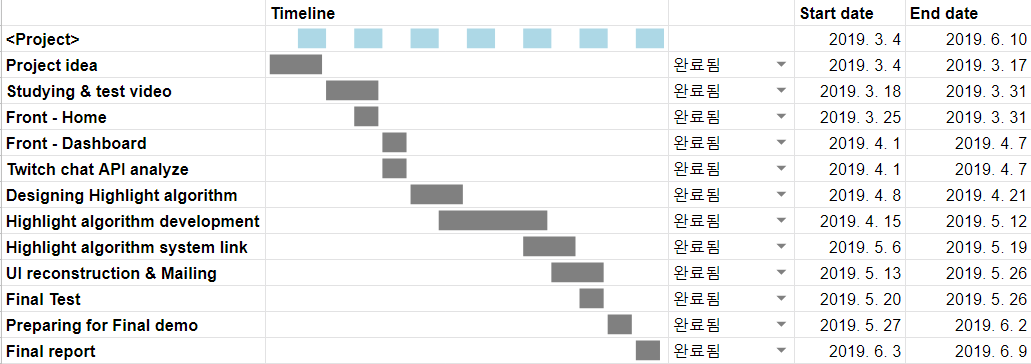 Timeline Start date End date
<Project> 2019. 3. 4 2019. 6. 10
Project idea 완료됨 2019. 3. 4 2019. 3. 17
Studying & test video 완료됨 2019. 3. 18 2019. 3. 31
Front - Home 완료됨 2019. 3. 25 2019. 3. 31
Front - Dashboard 완료됨 2019. 4. 1 2019. 4. 7
Twitch chat API analyze 완료됨 2019. 4. 1 2019. 4. 7
Designing Highlight algorithm 완료됨 2019. 4. 8 2019. 4. 21
Highlight algorithm development 완료됨 2019. 4. 15 2019. 5. 12
Highlight algorithm system link 완료됨 2019. 5. 6 2019. 5. 19
UI reconstruction & Mailing 완료됨 2019. 5. 13 2019. 5. 26
Final Test 완료됨 2019. 5. 20 2019. 5. 26
Preparing for Final demo 완료됨 2019. 5. 27 2019. 6. 2
Final report 완료됨 2019. 6. 3 2019. 6. 9